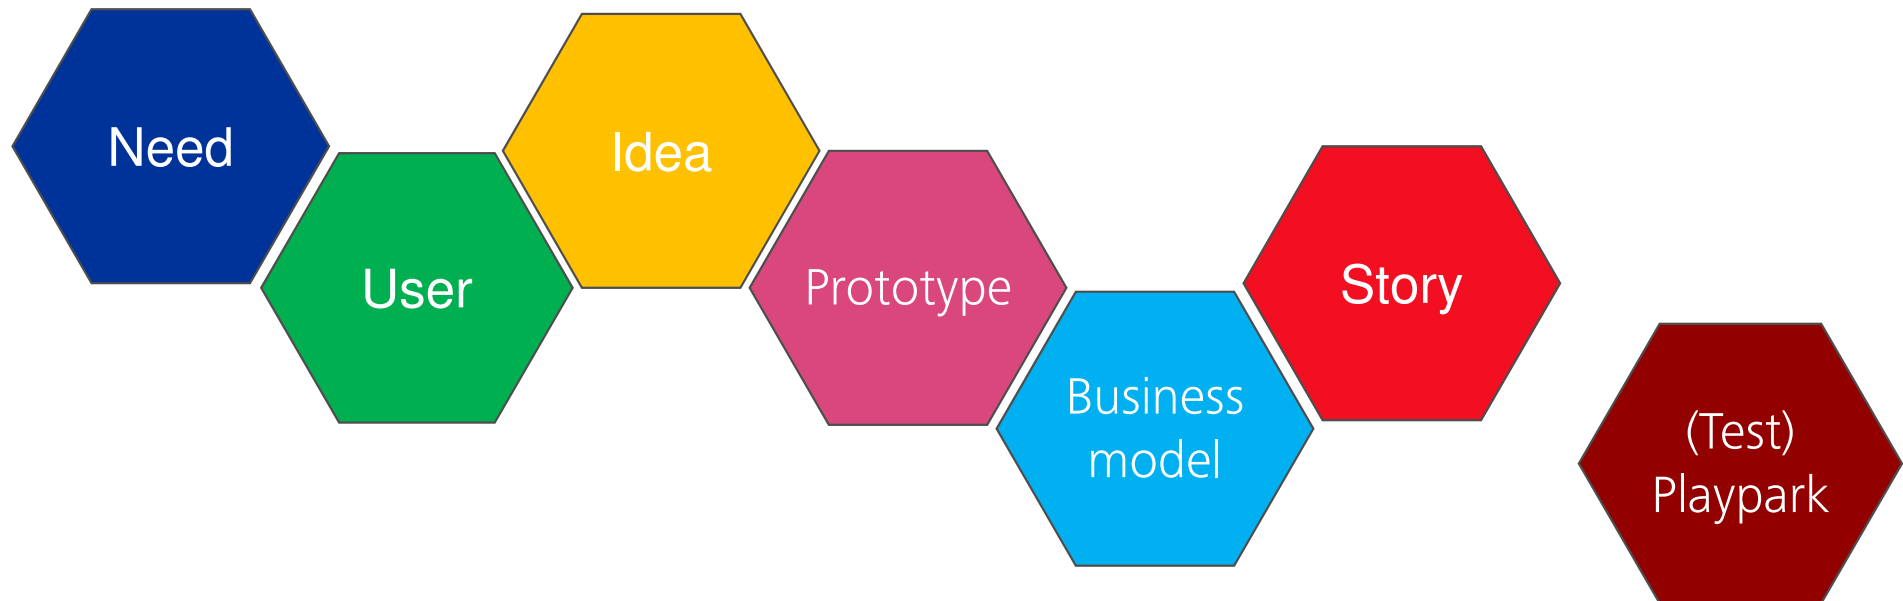 Need
User
Idea
Prototype
Business
model
Story
(Test)
Playpark